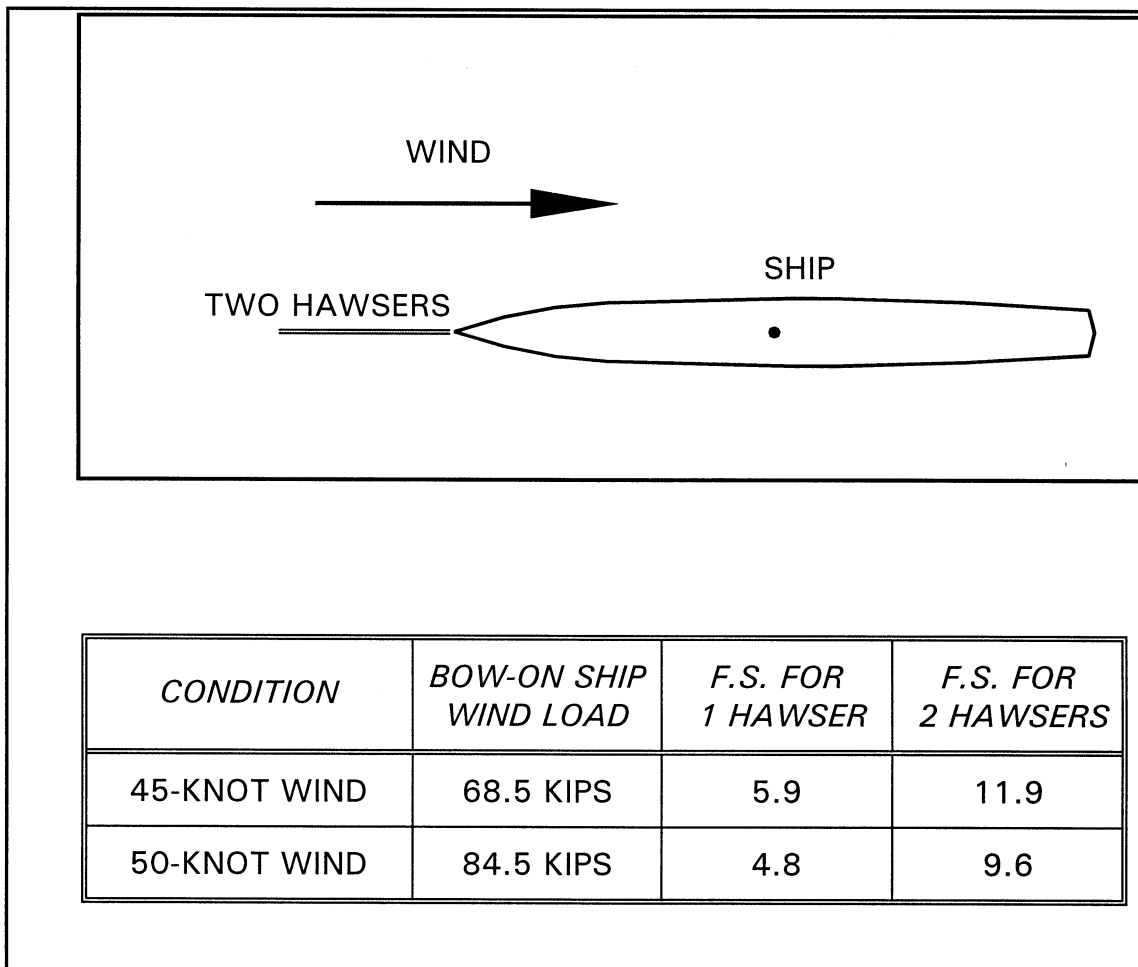 WIND
SHIP
TWO HAWSERS
CONDITION
BOW-ON SHIP
WIND LOAD
F.S. FOR
1 HAWSER
F.S. FOR
2 HAWSERS
45-KNOT WIND 68.5 KIPS 5.9 11.9
50-KNOT WIND 84.5 KIPS 4.8 9.6